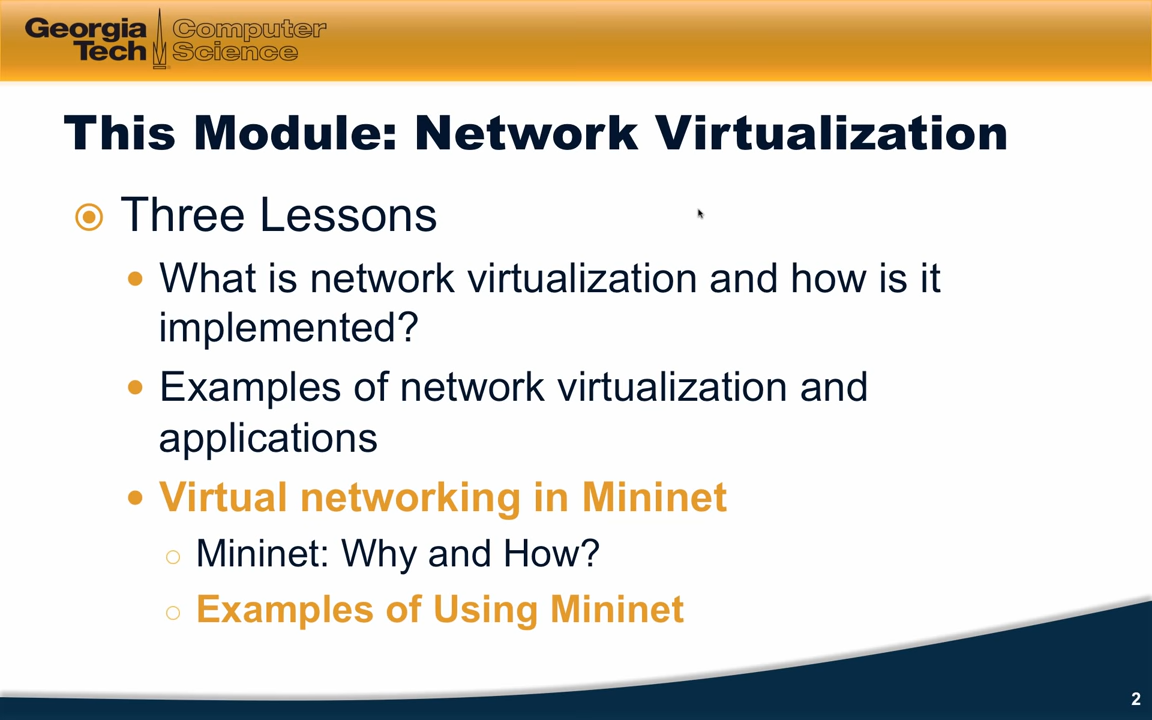 Georgia Tech
Computer Science
This Module: Network Virtualization
Three Lessons
What is network virtualization and how is it
implemented?
Examples of network virtualization and
applications
Virtual networking in Mininet
Mininet: Why and How?
Examples of Using Mininet
2